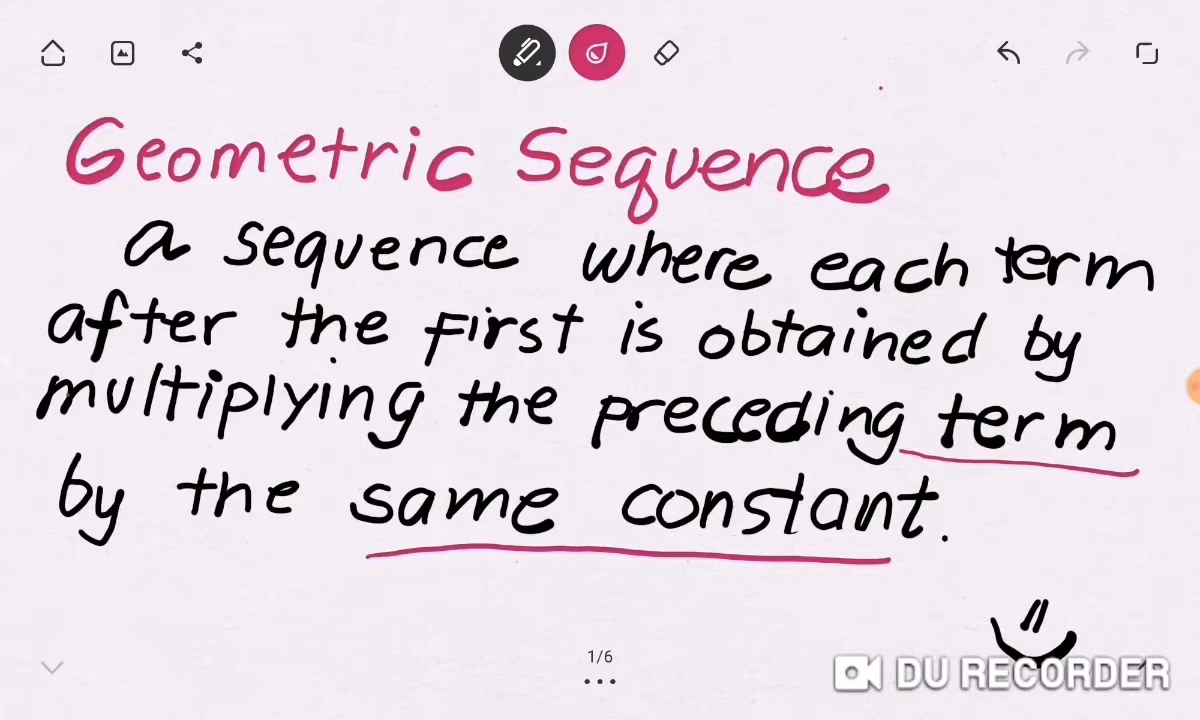 Geometric Sequence
a sequence where each term
after the first is obtained by
multiplying the preceding term
by the same constant.
1/6
DU RECORDER